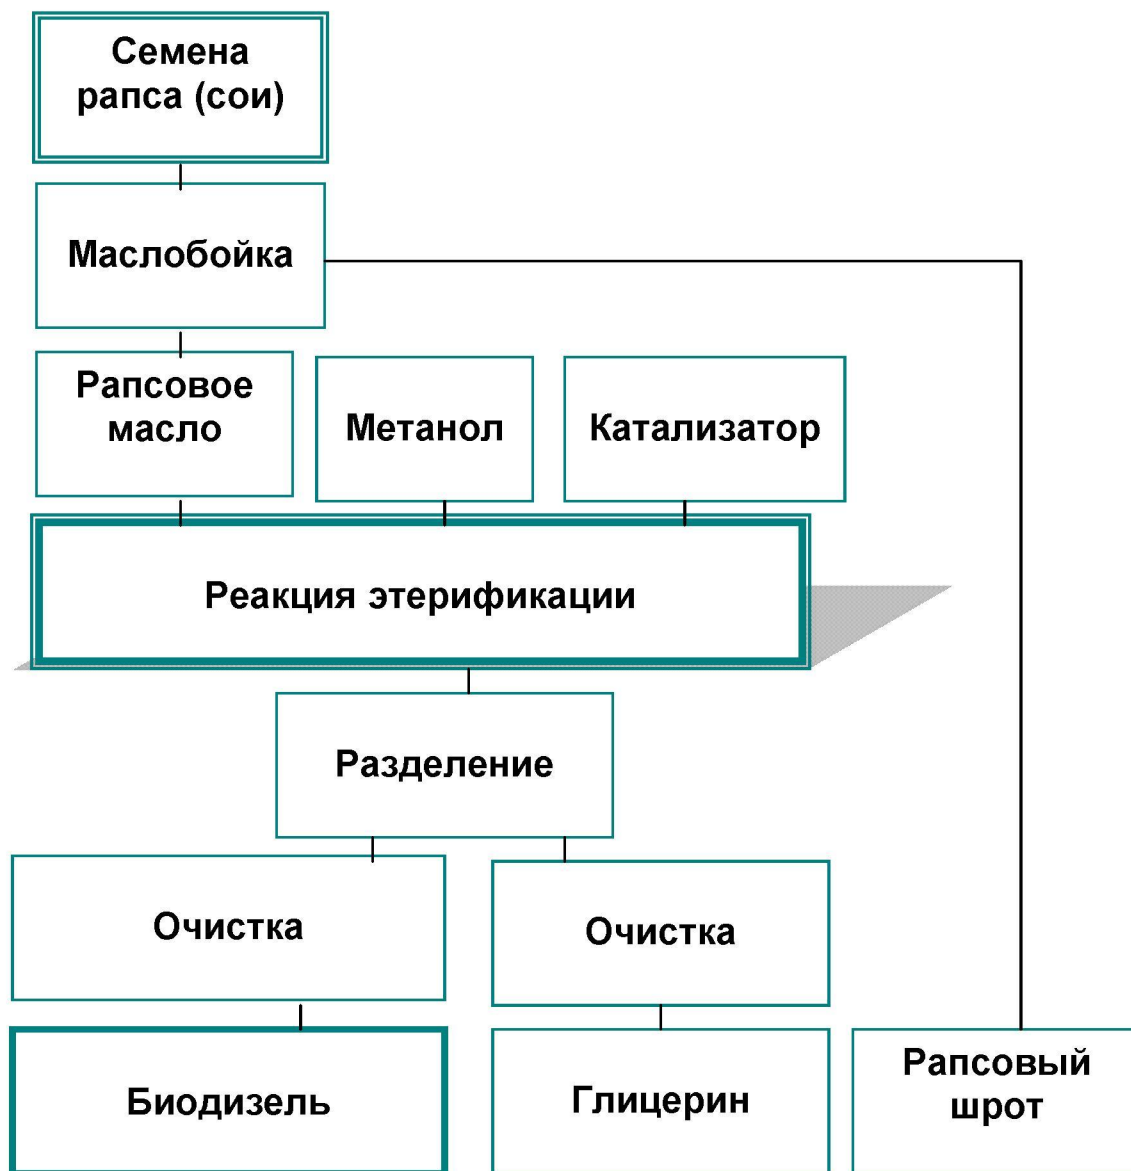 Семена
рапса (сои)
Маслобойка
Рапсовое
масло
Метанол
Катализатор
Реакция этерификации
Разделение
Очистка
Очистка
Биодизель
Глицерин
Рапсовый
шрот